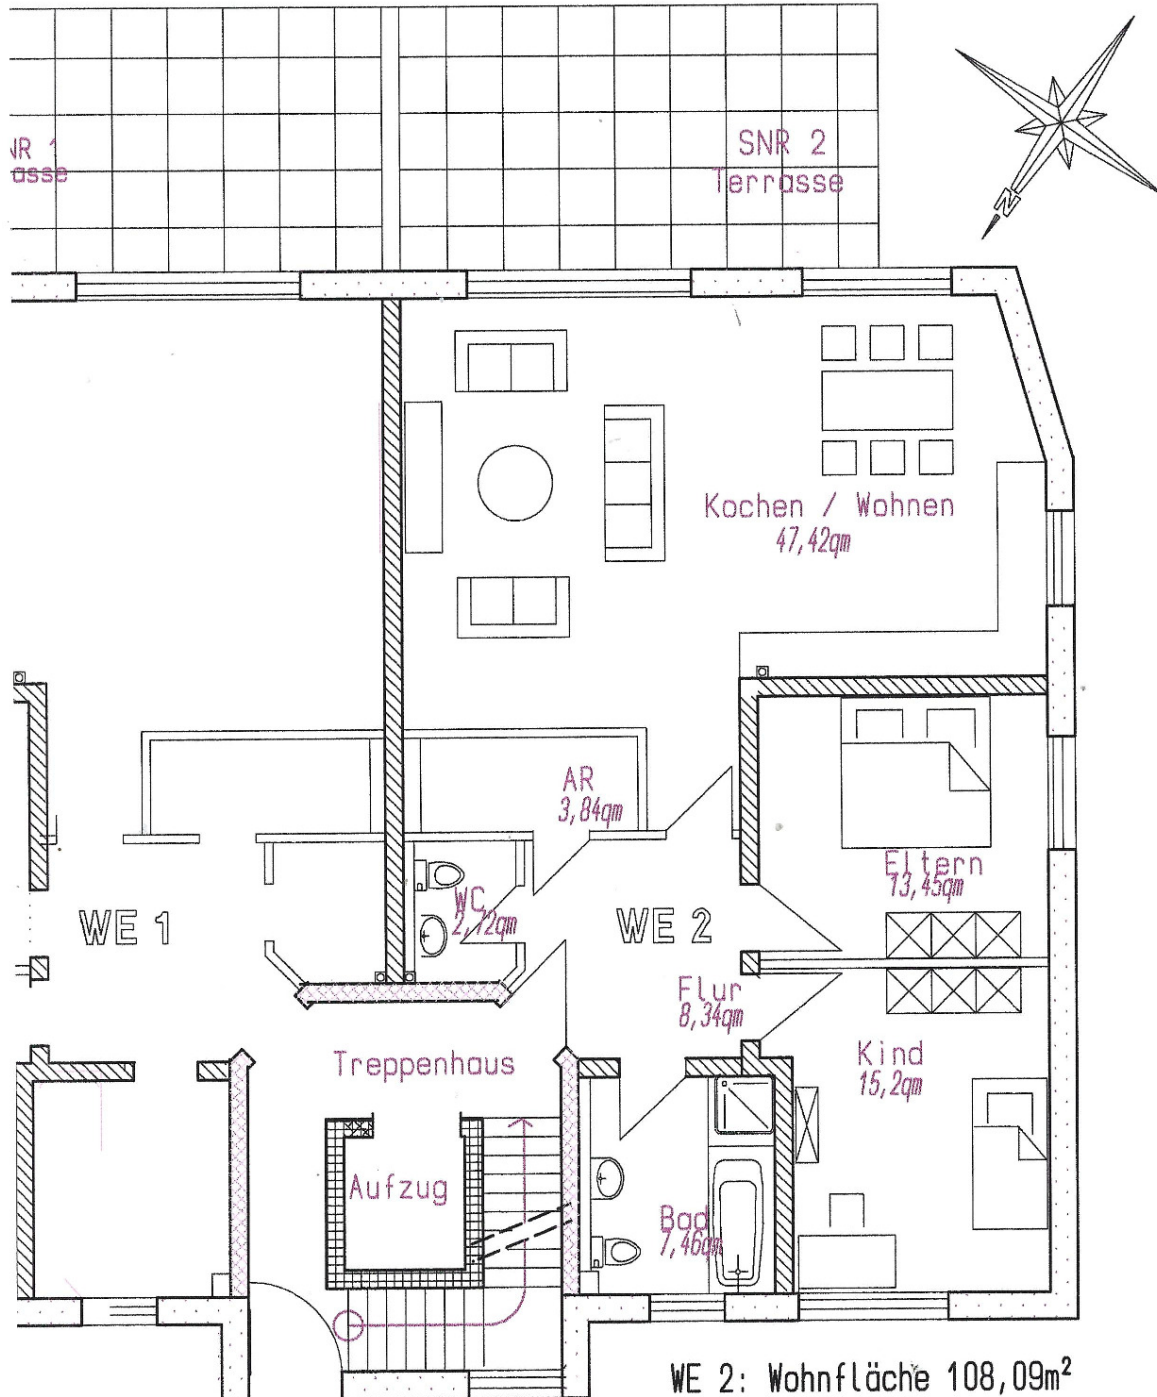 SNR 2
Terrasse
N
Kochen / Wohnen
47,42qm
AR
3,84qm
Eltern
13,45qm
WC
2,72qm
WE 1
WE 2
Flur
8,34qm
Treppenhaus
Kind
15,2qm
Aufzug
Bad
7,46qm
WE 2: Wohnfläche 108,09m²